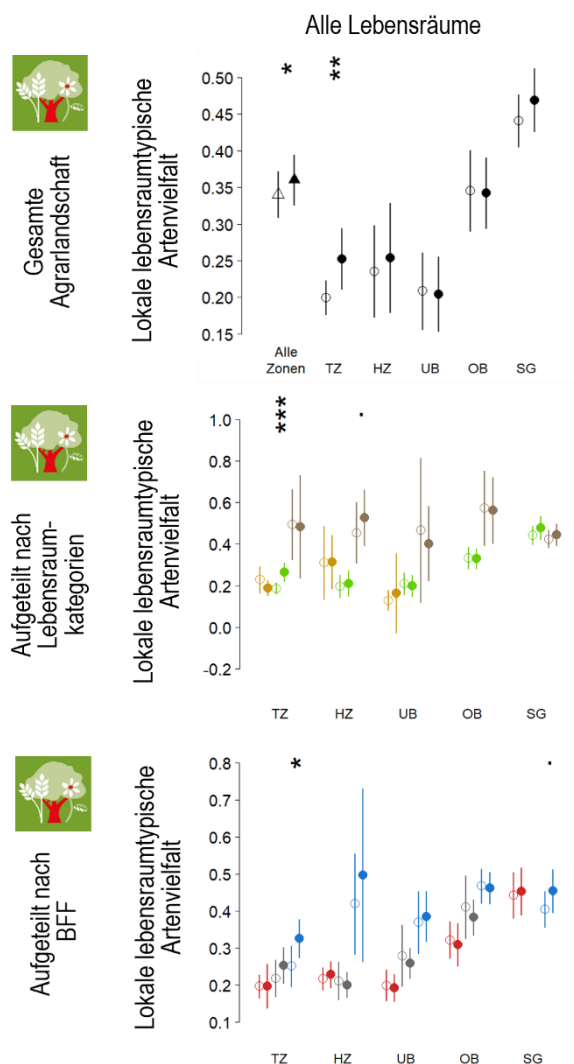 Alle Lebensräume
Gesamte
Agrarlandschaft
Lokale lebensraumtypische
Artenvielfalt
* **
0.50
0.45
0.40
0.35
0.30
0.25
0.20
0.15
Alle
Zonen
TZ HZ UB OB SG
Aufgeteilt nach
Lebensraum-
kategorien
Lokale lebensraumtypische
Artenvielfalt
*** .
1.0
0.8
0.6
0.4
0.2
0.0
-0.2
TZ HZ UB OB SG
Aufgeteilt nach
BFF
Lokale lebensraumtypische
Artenvielfalt
* .
0.8
0.7
0.6
0.5
0.4
0.3
0.2
0.1
TZ HZ UB OB SG